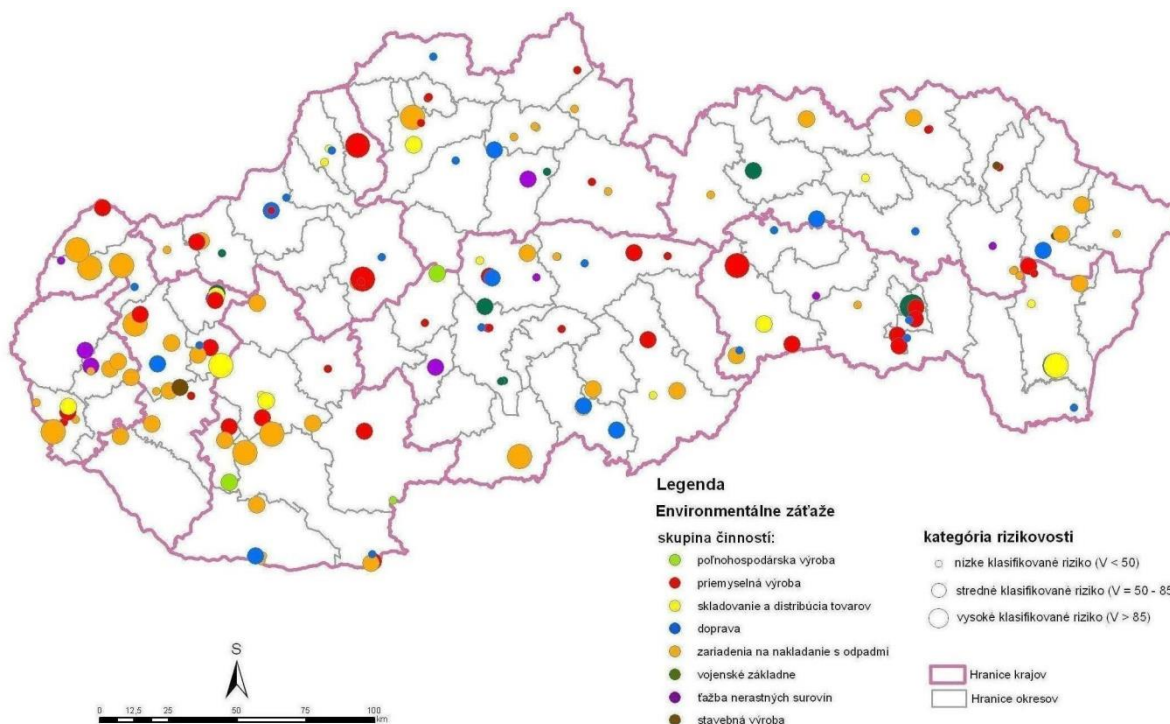 Legenda
Environmentálne záťaže
skupina činností:
poľnohospodárska výroba
priemyselná výroba
skladovanie a distribúcia tovarov
doprava
zariadenia na nakladanie s odpadmi
vojenské základne
ťažba nerastných surovín
stavebná výroba
kategória rizikovosti
nízke klasifikované riziko (V < 50)
stredné klasifikované riziko (V = 50 - 85
vysoké klasifikované riziko (V > 85)
Hranice krajov
Hranice okresov
S
0 12,5 25 50 75 100
km